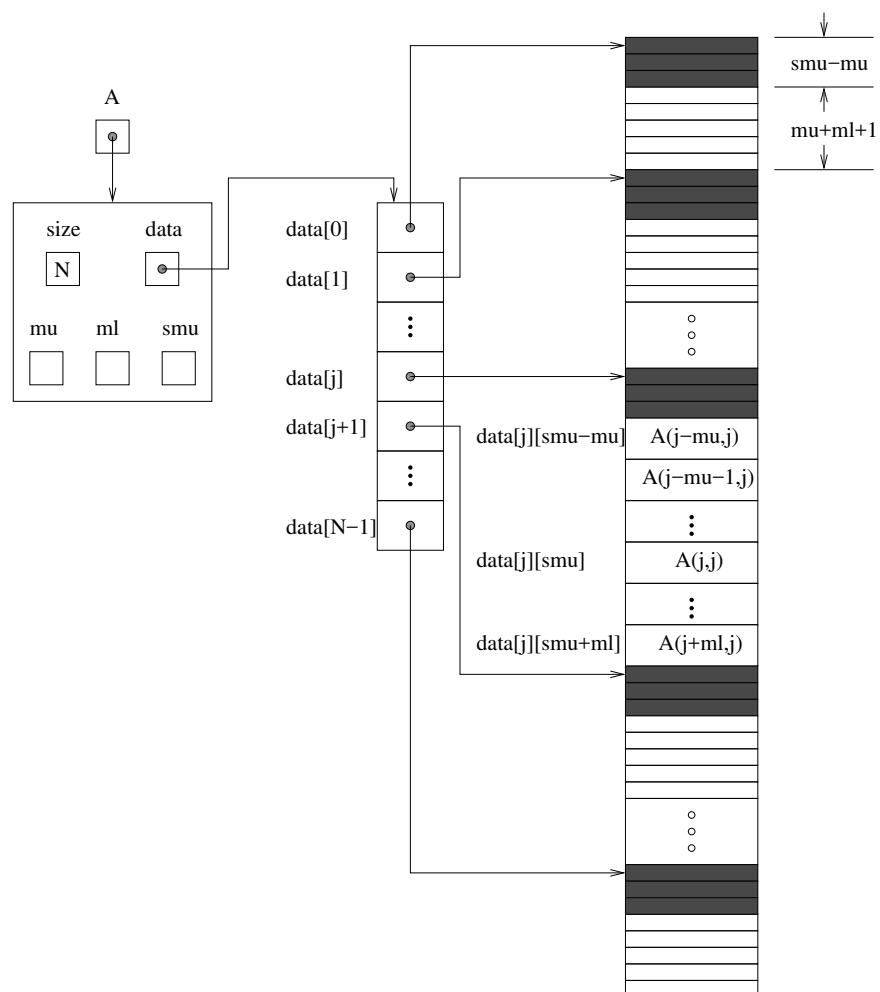 A
size
data
N
mu
ml
smu
data[0]
data[1]
data[j]
data[j+1]
data[N−1]
data[j][smu−mu]
data[j][smu]
data[j][smu+ml]
A(j−mu,j)
A(j−mu−1,j)
A(j,j)
A(j+ml,j)
smu−mu
mu+ml+1